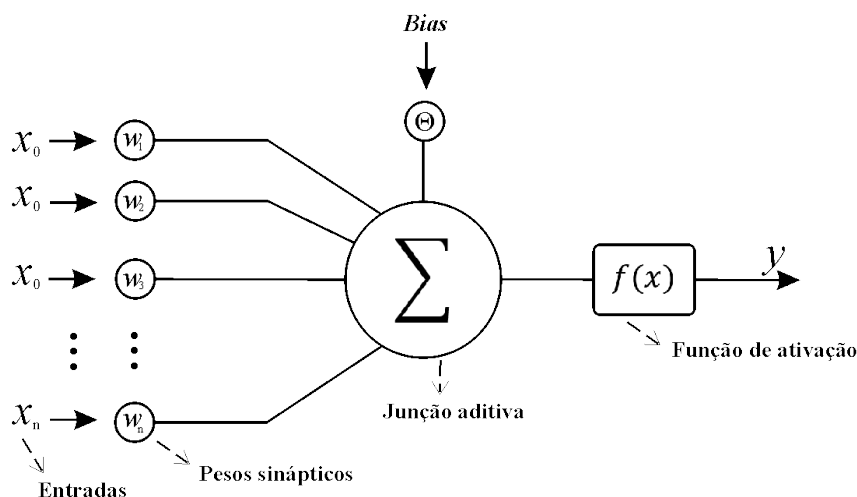 Bias
Θ
x₀ w₁
x₀ w₂
x₀ w₃
∑
f(x)
y
Função de ativação
xₙ wₙ
Junção aditiva
Pesos sinápticos
Entradas